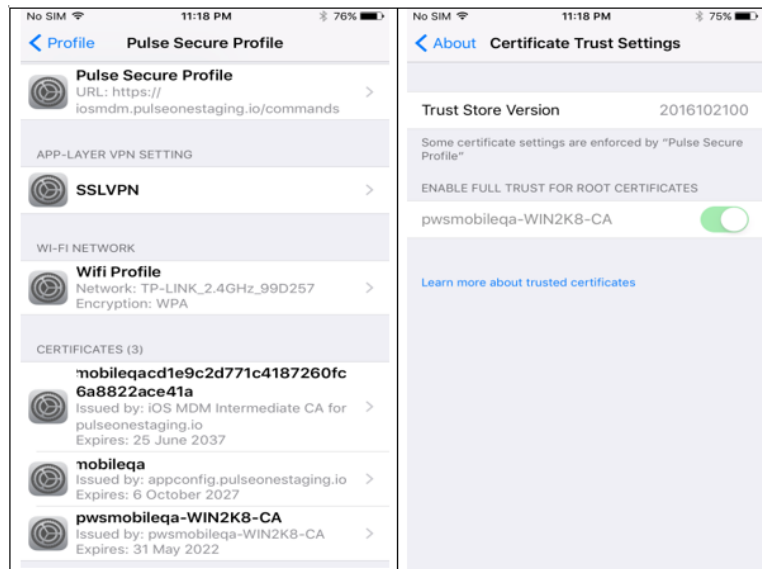 No SIM 11:18 PM 76%
Profile Pulse Secure Profile
Pulse Secure Profile
URL: https://
iosmdm.pulseonestaging.io/commands
APP-LAYER VPN SETTING
SSLVPN
WI-FI NETWORK
Wifi Profile
Network: TP-LINK_2.4GHz_99D257
Encryption: WPA
CERTIFICATES (3)
mobileqacd1e9c2d771c4187260fc
6a8822ace41a
Issued by: iOS MDM Intermediate CA for
pulseonestaging.io
Expires: 25 June 2037
mobileqa
Issued by: appconfig.pulseonestaging.io
Expires: 6 October 2027
pwsmobileqa-WIN2K8-CA
Issued by: pwsmobileqa-WIN2K8-CA
Expires: 31 May 2022
No SIM 11:18 PM 75%
About Certificate Trust Settings
Trust Store Version 2016102100
Some certificate settings are enforced by "Pulse Secure
Profile"
ENABLE FULL TRUST FOR ROOT CERTIFICATES
pwsmobileqa-WIN2K8-CA
Learn more about trusted certificates